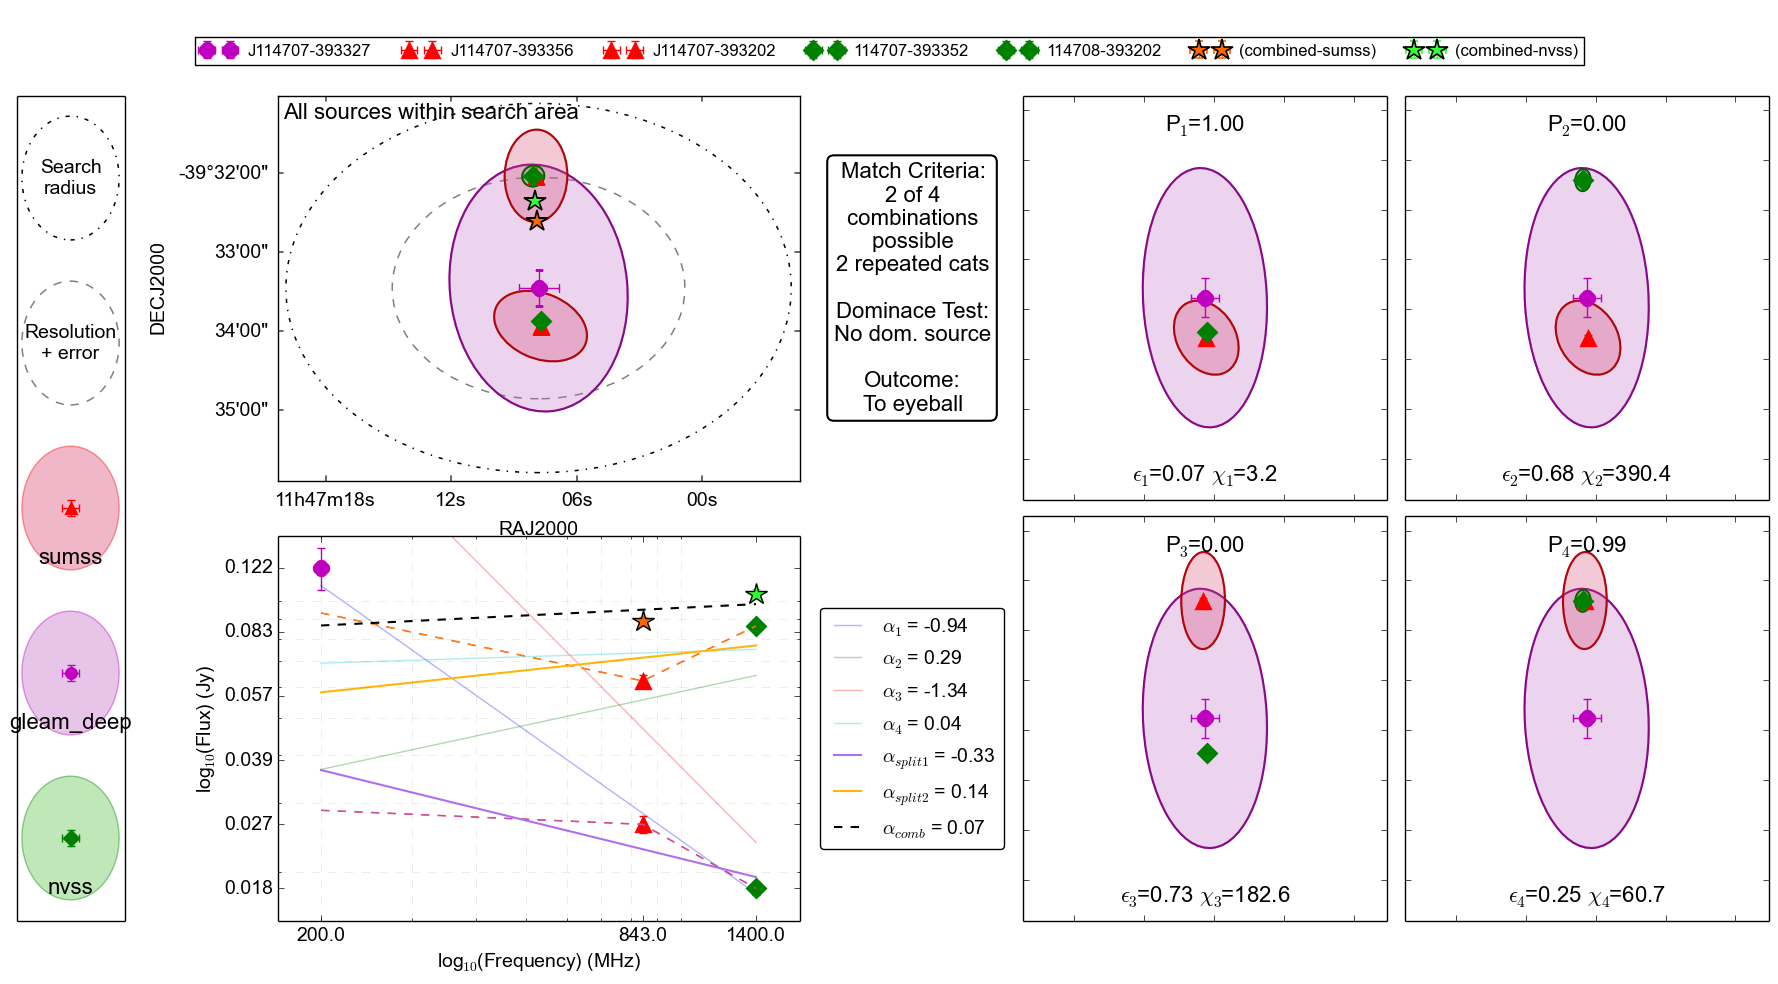 J114707-393327 J114707-393356 J114707-393202 114707-393352 114708-393202 (combined-sumss) (combined-nvss)
Search
radius
Resolution
+ error
sumss
gleam_deep
nvss
All sources within search area
DECJ2000
-39°32'00"
33'00"
34'00"
35'00"
11h47m18s 12s 06s 00s
RAJ2000
Match Criteria:
2 of 4
combinations
possible
2 repeated cats
Dominace Test:
No dom. source
Outcome:
To eyeball
P1=1.00
ϵ1=0.07 χ1=3.2
P2=0.00
ϵ2=0.68 χ2=390.4
log10(Flux) (Jy)
0.122
0.083
0.057
0.039
0.027
0.018
200.0 843.0 1400.0
log10(Frequency) (MHz)
α1 = -0.94
α2 = 0.29
α3 = -1.34
α4 = 0.04
αsplit1 = -0.33
αsplit2 = 0.14
αcomb = 0.07
P3=0.00
ϵ3=0.73 χ3=182.6
P4=0.99
ϵ4=0.25 χ4=60.7